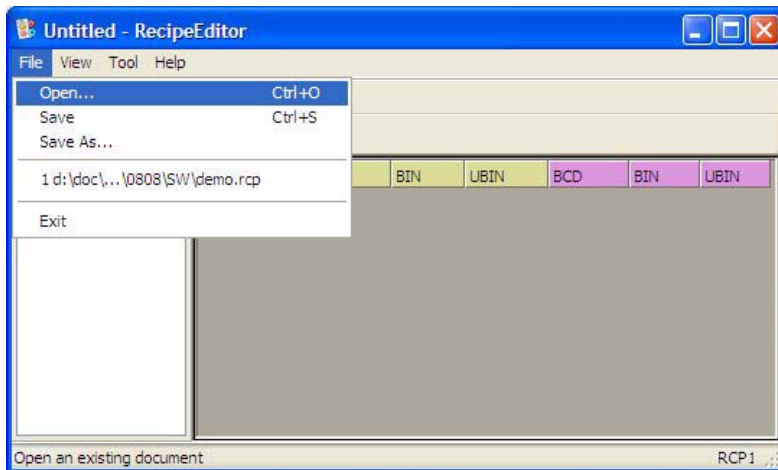 Untitled - RecipeEditor
File View Tool Help
Open... Ctrl+O
Save Ctrl+S
Save As...
1 d:\doc\...\0808\SW\demo.rcp
Exit
BIN UBIN BCD BIN UBIN
Open an existing document RCP1